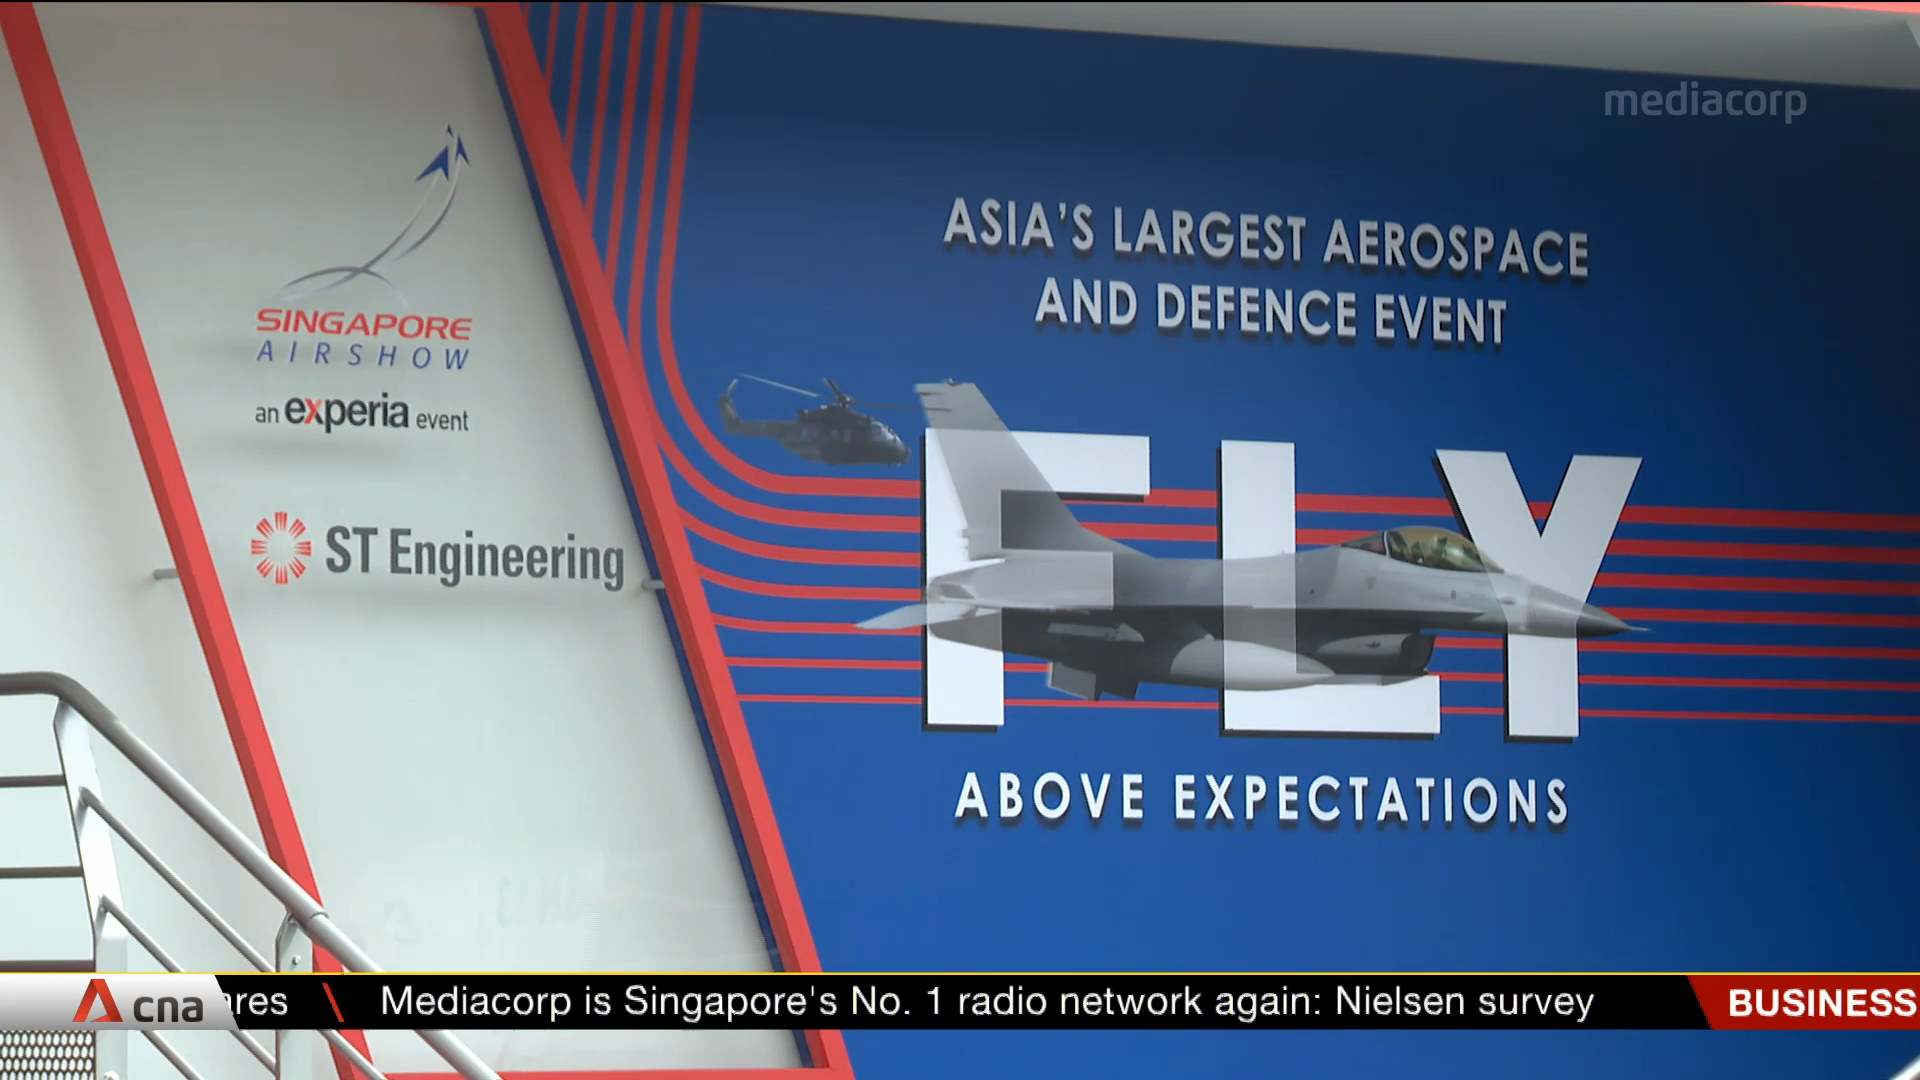 mediacorp
SINGAPORE
AIRSHOW
an experia event
ST Engineering
ASIA'S LARGEST AEROSPACE
AND DEFENCE EVENT
FLY
ABOVE EXPECTATIONS
cna
ares \ Mediacorp is Singapore's No. 1 radio network again: Nielsen survey
BUSINESS